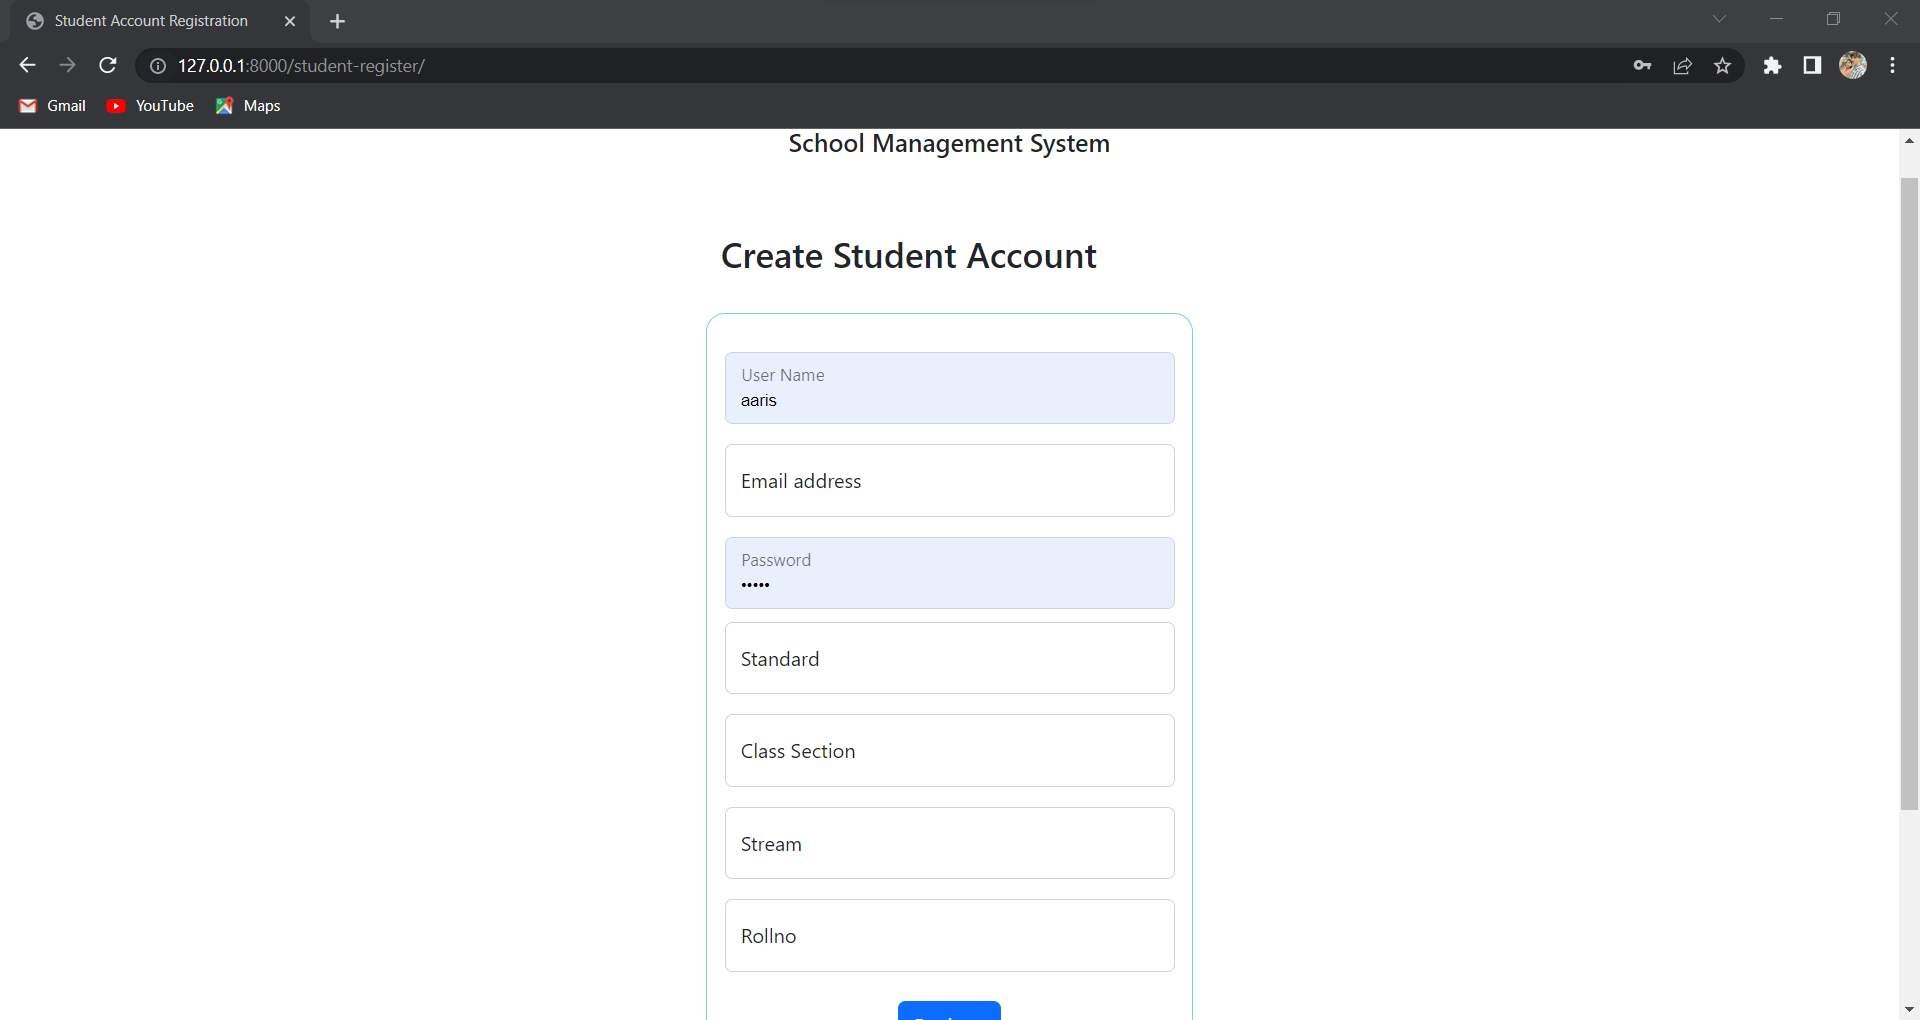 Student Account Registration
127.0.0.1:8000/student-register/
Gmail YouTube Maps
School Management System
Create Student Account
User Name
aaris
Email address
Password
•••••
Standard
Class Section
Stream
Rollno